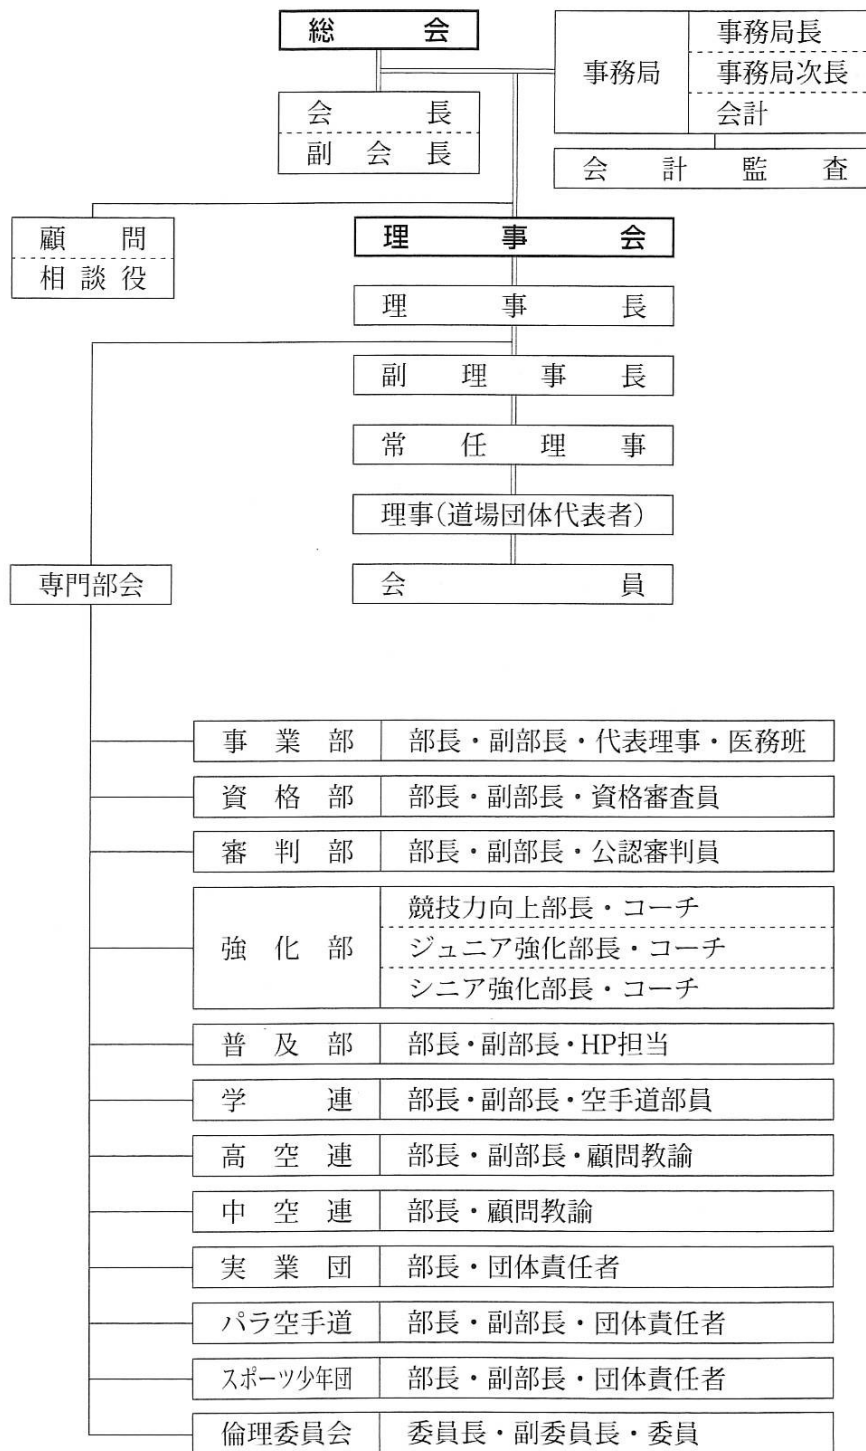 総会
事務局
事務局長
事務局次長
会計
会長
副会長
会計監査
顧問
相談役
理事会
理事長
副理事長
常任理事
理事(道場団体代表者)
専門部会
会員
事業部 部長・副部長・代表理事・医務班
資格部 部長・副部長・資格審査員
審判部 部長・副部長・公認審判員
強化部
競技力向上部長・コーチ
ジュニア強化部長・コーチ
シニア強化部長・コーチ
普及部 部長・副部長・HP担当
学連 部長・副部長・空手道部員
高空連 部長・副部長・顧問教諭
中空連 部長・顧問教諭
実業団 部長・団体責任者
パラ空手道 部長・副部長・団体責任者
スポーツ少年団 部長・副部長・団体責任者
倫理委員会 委員長・副委員長・委員